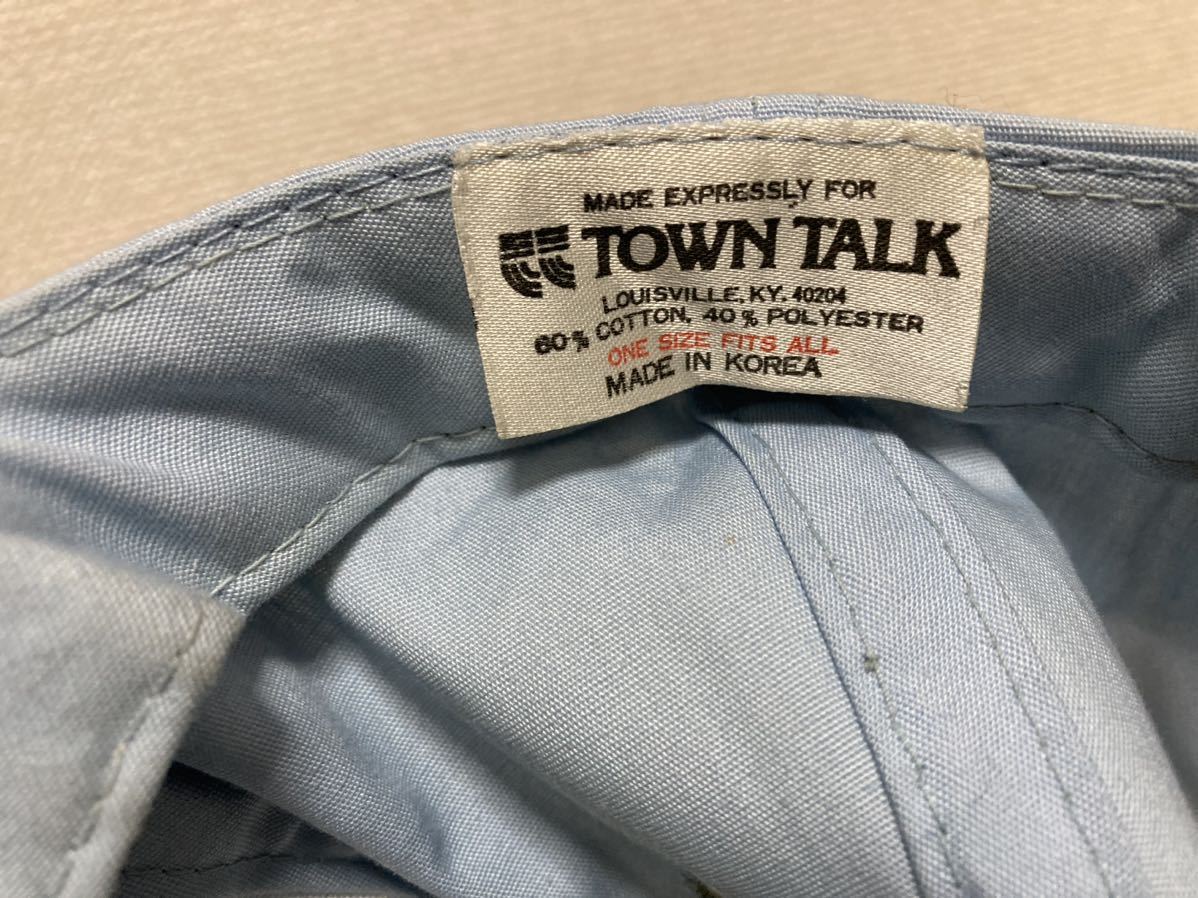 MADE EXPRESSLY FOR
TOWN TALK
LOUISVILLE, KY. 40204
60% COTTON, 40% POLYESTER
ONE SIZE FITS ALL
MADE IN KOREA